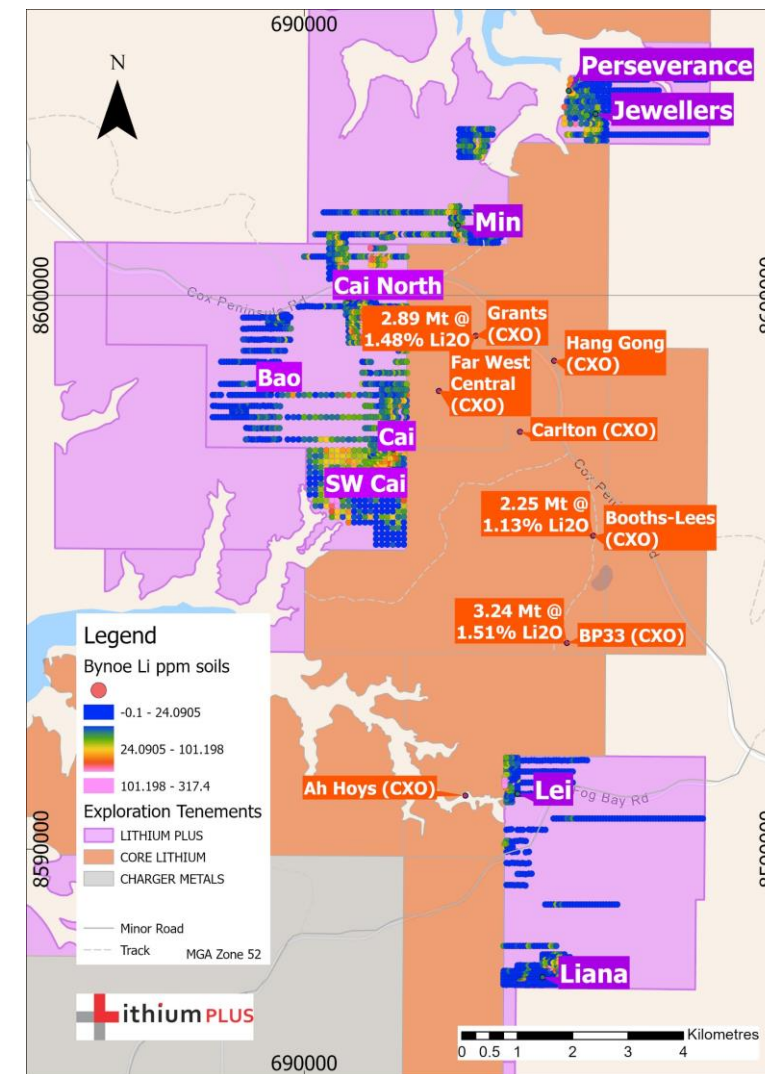 690000
N
Perseverance
Jewellers
Min
8600000
8600000
Cai North
Cox Peninsula Rd
2.89 Mt @
1.48% Li2O
Grants
(CXO)
Hang Gong
(CXO)
Far West
Central
(CXO)
Bao
Carlton (CXO)
Cai
SW Cai
2.25 Mt @
1.13% Li2O
Booths-Lees
(CXO)
3.24 Mt @
1.51% Li2O
BP33 (CXO)
Legend
Bynoe Li ppm soils
-0.1 - 24.0905
24.0905 - 101.198
101.198 - 317.4
Exploration Tenements
LITHIUM PLUS
CORE LITHIUM
CHARGER METALS
Minor Road
Track
MGA Zone 52
Ah Hoys (CXO)
Lei
Fog Bay Rd
8590000
8590000
Liana
Lithium PLUS
Kilometres
0 0.5 1 2 3 4
690000